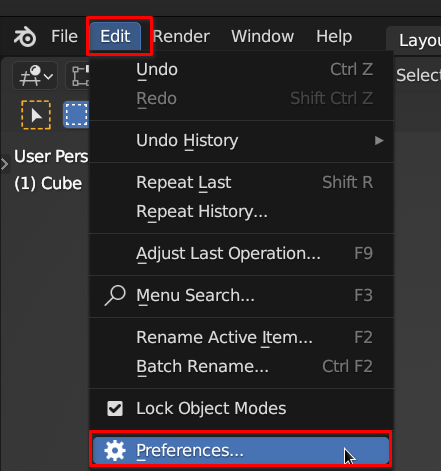 File Edit Render Window Help Layou
Selec
User Pers
(1) Cube
Undo Ctrl Z
Redo Shift Ctrl Z
Undo History
Repeat Last Shift R
Repeat History...
Adjust Last Operation... F9
Menu Search... F3
Rename Active Item... F2
Batch Rename... Ctrl F2
Lock Object Modes
Preferences...